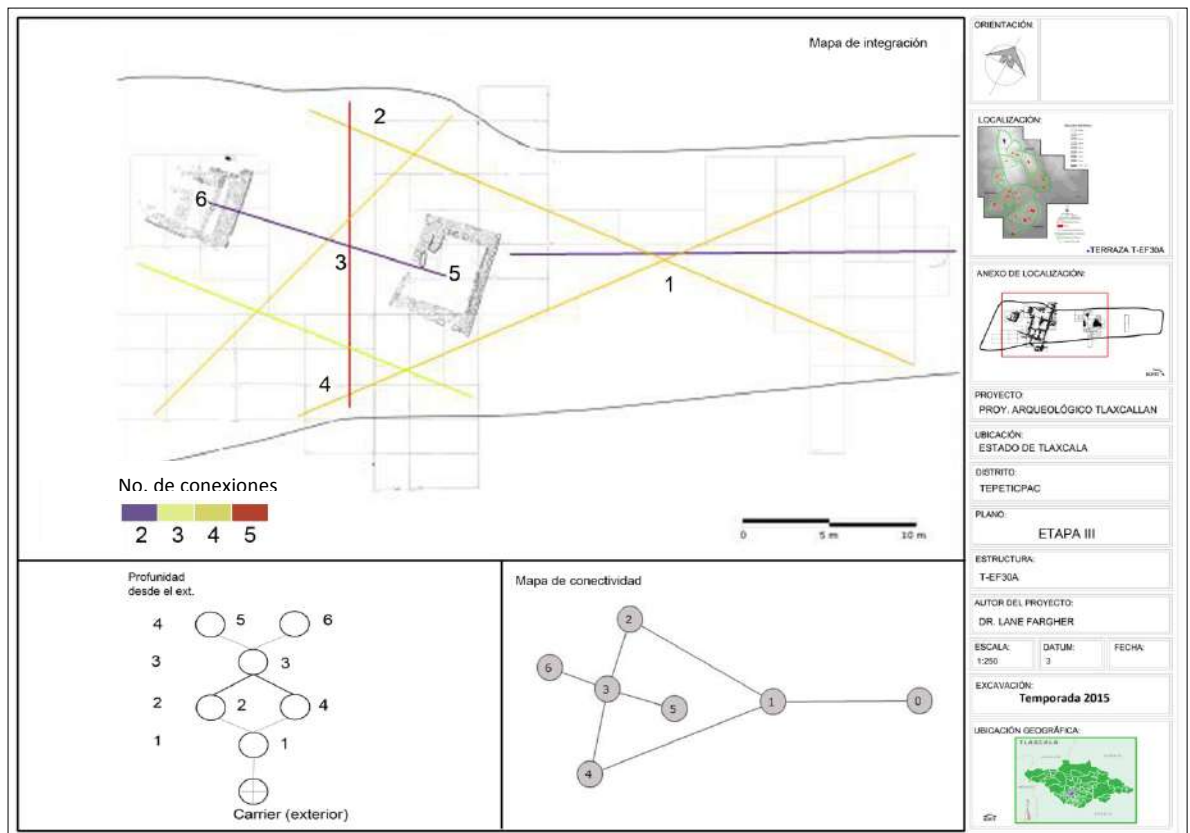 Mapa de integración
2
6
3
5
1
4
No. de conexiones
2 3 4 5
0 5 m 10 m
Profunidad
desde el ext.
4 5 6
3 3
2 2 4
1 1
Carrier (exterior)
Mapa de conectividad
2
6
3
5
1
0
4
ORIENTACIÓN:
LOCALIZACIÓN:
TERRAZA T-EF30A
ANEXO DE LOCALIZACIÓN:
PROYECTO:
PROY. ARQUEOLÓGICO TLAXCALLAN
UBICACIÓN:
ESTADO DE TLAXCALA
DISTRITO:
TEPETICPAC
PLANO:
ETAPA III
ESTRUCTURA:
T-EF30A
AUTOR DEL PROYECTO:
DR. LANE FARGHER
ESCALA: DATUM: FECHA:
1:250 3
EXCAVACIÓN:
Temporada 2015
UBICACIÓN GEOGRÁFICA:
TLAXCALA